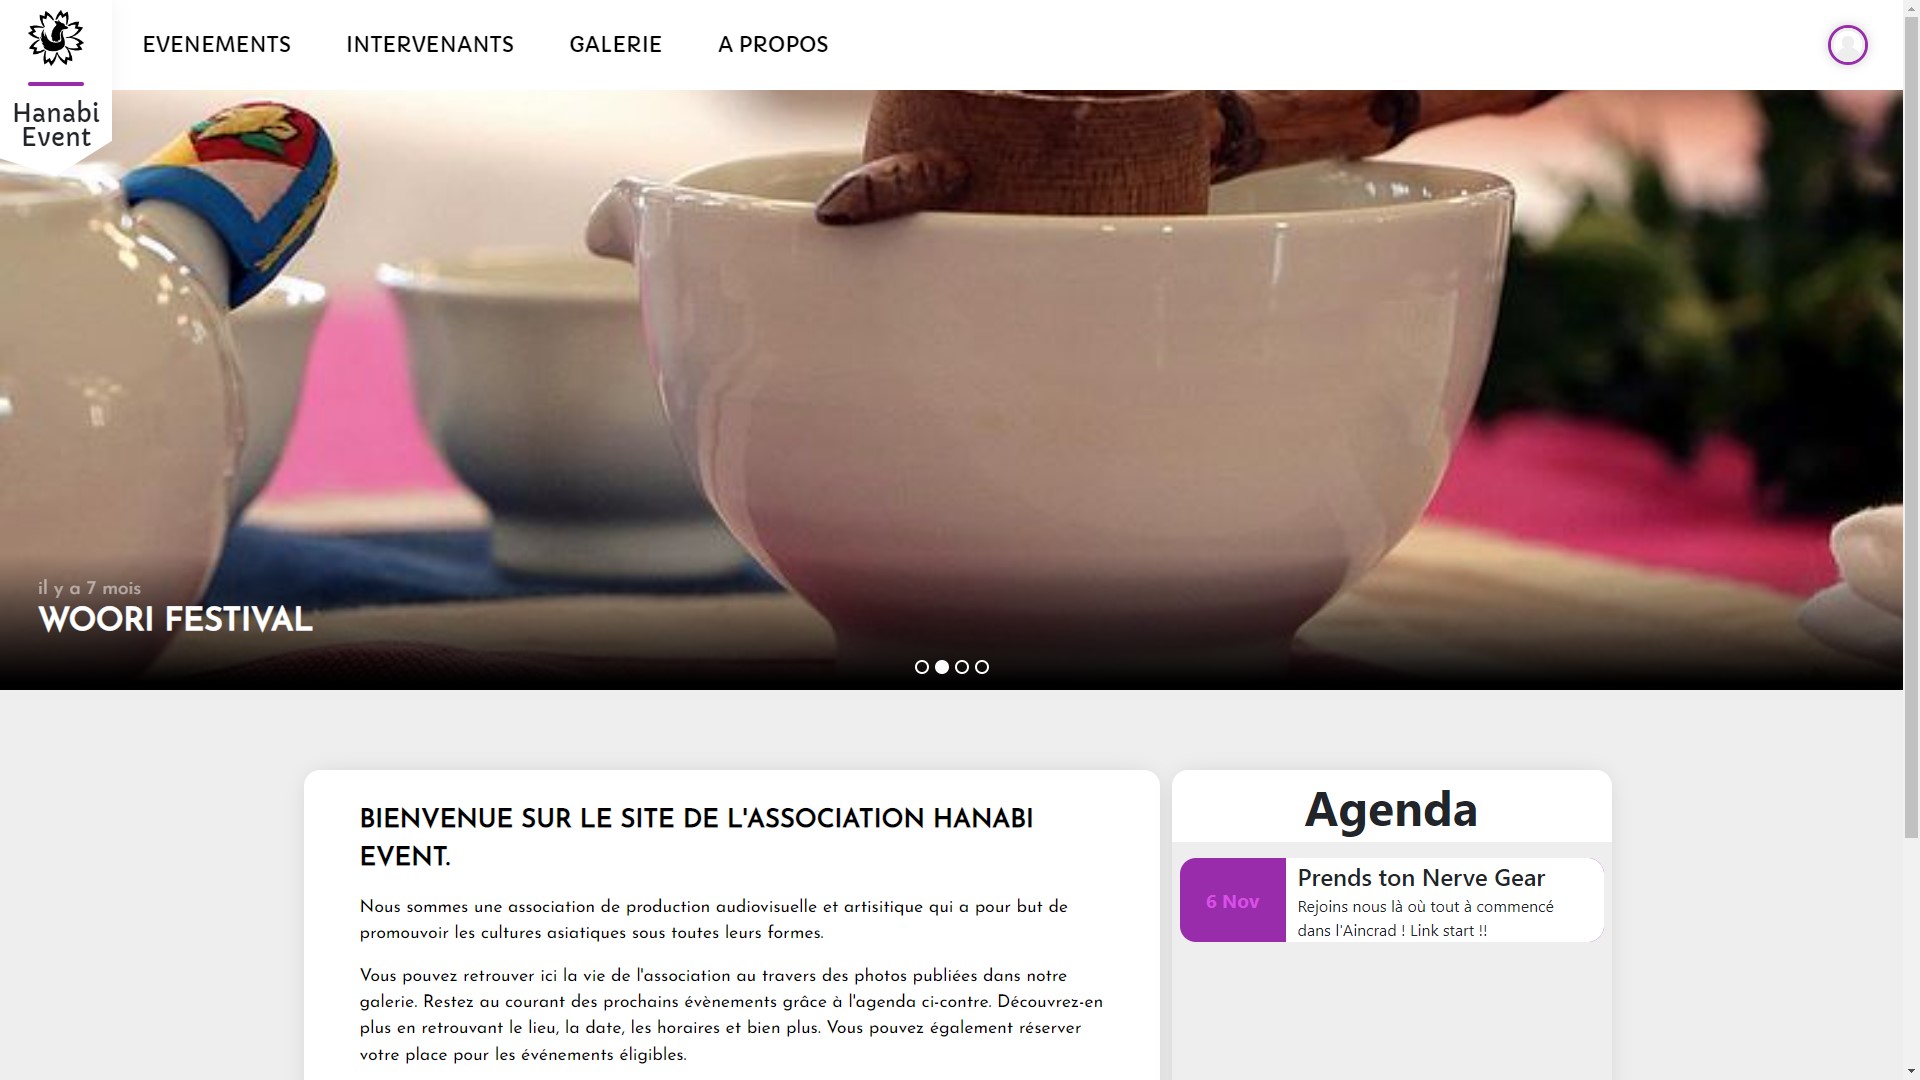 Hanabi
Event
EVENEMENTS
INTERVENANTS
GALERIE
A PROPOS
il y a 7 mois
WOORI FESTIVAL
BIENVENUE SUR LE SITE DE L'ASSOCIATION HANABI
EVENT.
Nous sommes une association de production audiovisuelle et artisitique qui a pour but de
promouvoir les cultures asiatiques sous toutes leurs formes.
Vous pouvez retrouver ici la vie de l'association au travers des photos publiées dans notre
galerie. Restez au courant des prochains évènements grâce à l'agenda ci-contre. Découvrez-en
plus en retrouvant le lieu, la date, les horaires et bien plus. Vous pouvez également réserver
votre place pour les événements éligibles.
Agenda
6 Nov
Prends ton Nerve Gear
Rejoins nous là où tout à commencé
dans l'Aincrad ! Link start !!